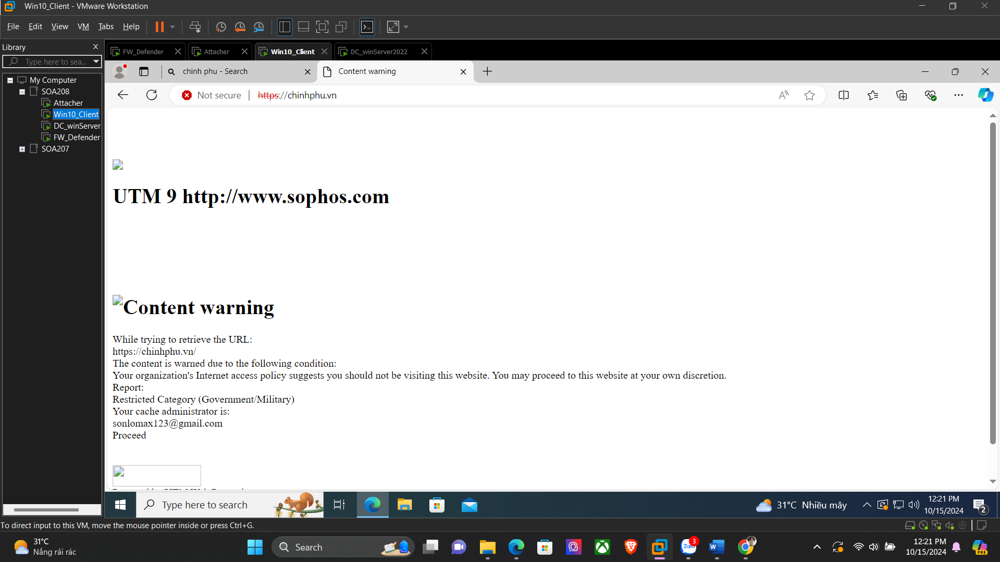 Win10_Client - VMware Workstation
File Edit View VM Tabs Help
Library
Type here to sea...
My Computer
SOA208
Attacher
Win10_Client
DC_winServer
FW_Defender
SOA207
FW_Defender Attacher Win10_Client DC_winServer2022
chinh phu - Search Content warning
Not secure https://chinhphu.vn
UTM 9 http://www.sophos.com
Content warning
While trying to retrieve the URL:
https://chinhphu.vn/
The content is warned due to the following condition:
Your organization's Internet access policy suggests you should not be visiting this website. You may proceed to this website at your own discretion.
Report:
Restricted Category (Government/Military)
Your cache administrator is:
sonlomax123@gmail.com
Proceed
Type here to search
31°C Nhiều mây
12:21 PM
10/15/2024
2
To direct input to this VM, move the mouse pointer inside or press Ctrl+G.
31°C
Nắng rải rác
Search
Zalo
3
12:21 PM
10/15/2024
PRE